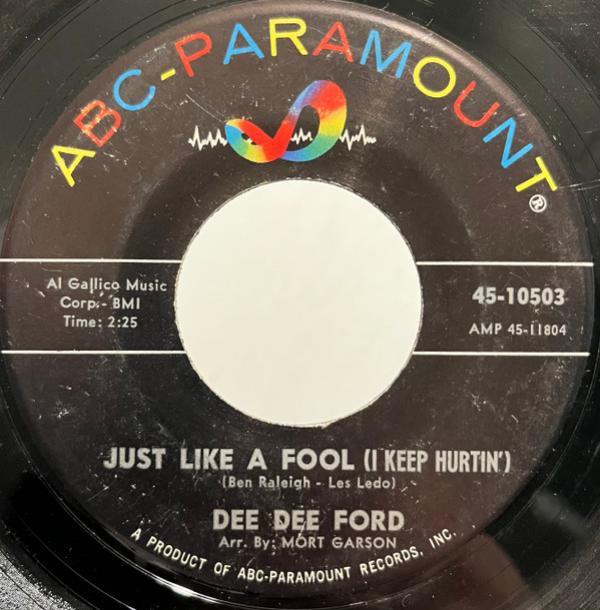 ABC-PARAMOUNT®
Al Gallico Music
Corp.- BMI
Time: 2:25
45-10503
AMP 45-11804
JUST LIKE A FOOL (I KEEP HURTIN')
(Ben Raleigh - Les Ledo)
DEE DEE FORD
Arr. By: MORT GARSON
A PRODUCT OF ABC-PARAMOUNT RECORDS, INC.